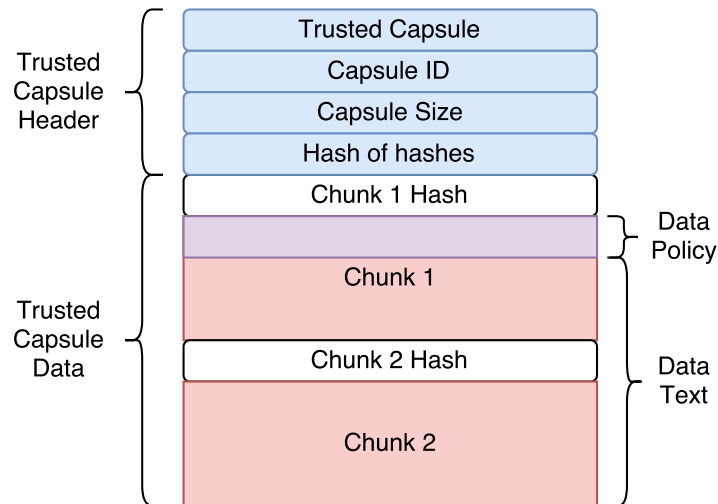 Trusted
Capsule
Header
Trusted Capsule
Capsule ID
Capsule Size
Hash of hashes
Trusted
Capsule
Data
Chunk 1 Hash
Chunk 1
Chunk 2 Hash
Chunk 2
Data
Policy
Data
Text